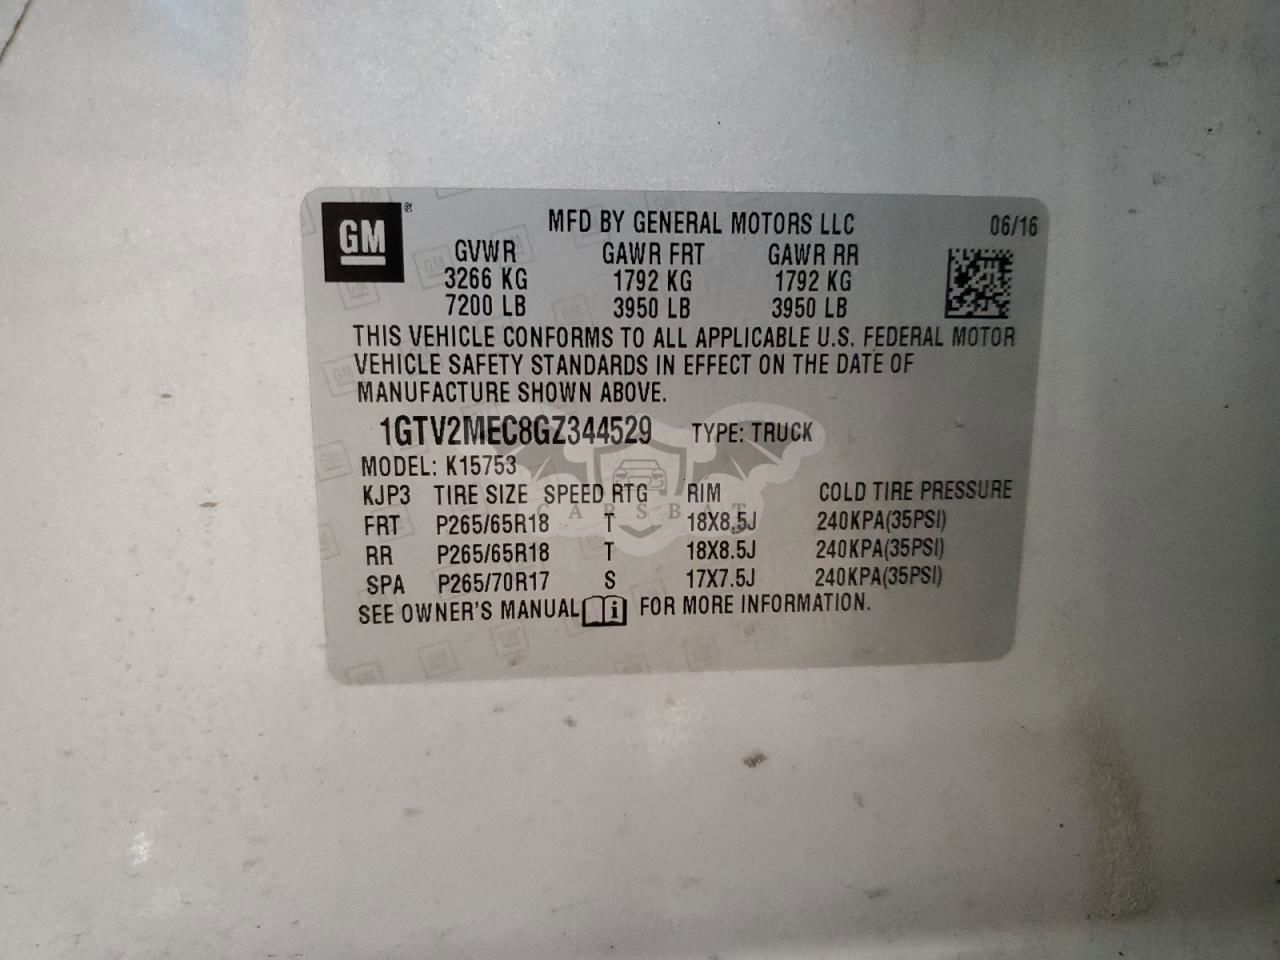 GM®
MFD BY GENERAL MOTORS LLC 06/16
GVWR GAWR FRT GAWR RR
3266 KG 1792 KG 1792 KG
7200 LB 3950 LB 3950 LB
THIS VEHICLE CONFORMS TO ALL APPLICABLE U.S. FEDERAL MOTOR
VEHICLE SAFETY STANDARDS IN EFFECT ON THE DATE OF
MANUFACTURE SHOWN ABOVE.
1GTV2MEC8GZ344529 TYPE: TRUCK
MODEL: K15753
KJP3 TIRE SIZE SPEED RTG RIM COLD TIRE PRESSURE
CARSBAT
FRT P265/65R18 T 18X8.5J 240KPA(35PSI)
RR P265/65R18 T 18X8.5J 240KPA(35PSI)
SPA P265/70R17 S 17X7.5J 240KPA(35PSI)
SEE OWNER'S MANUAL i FOR MORE INFORMATION.
GM GM GM